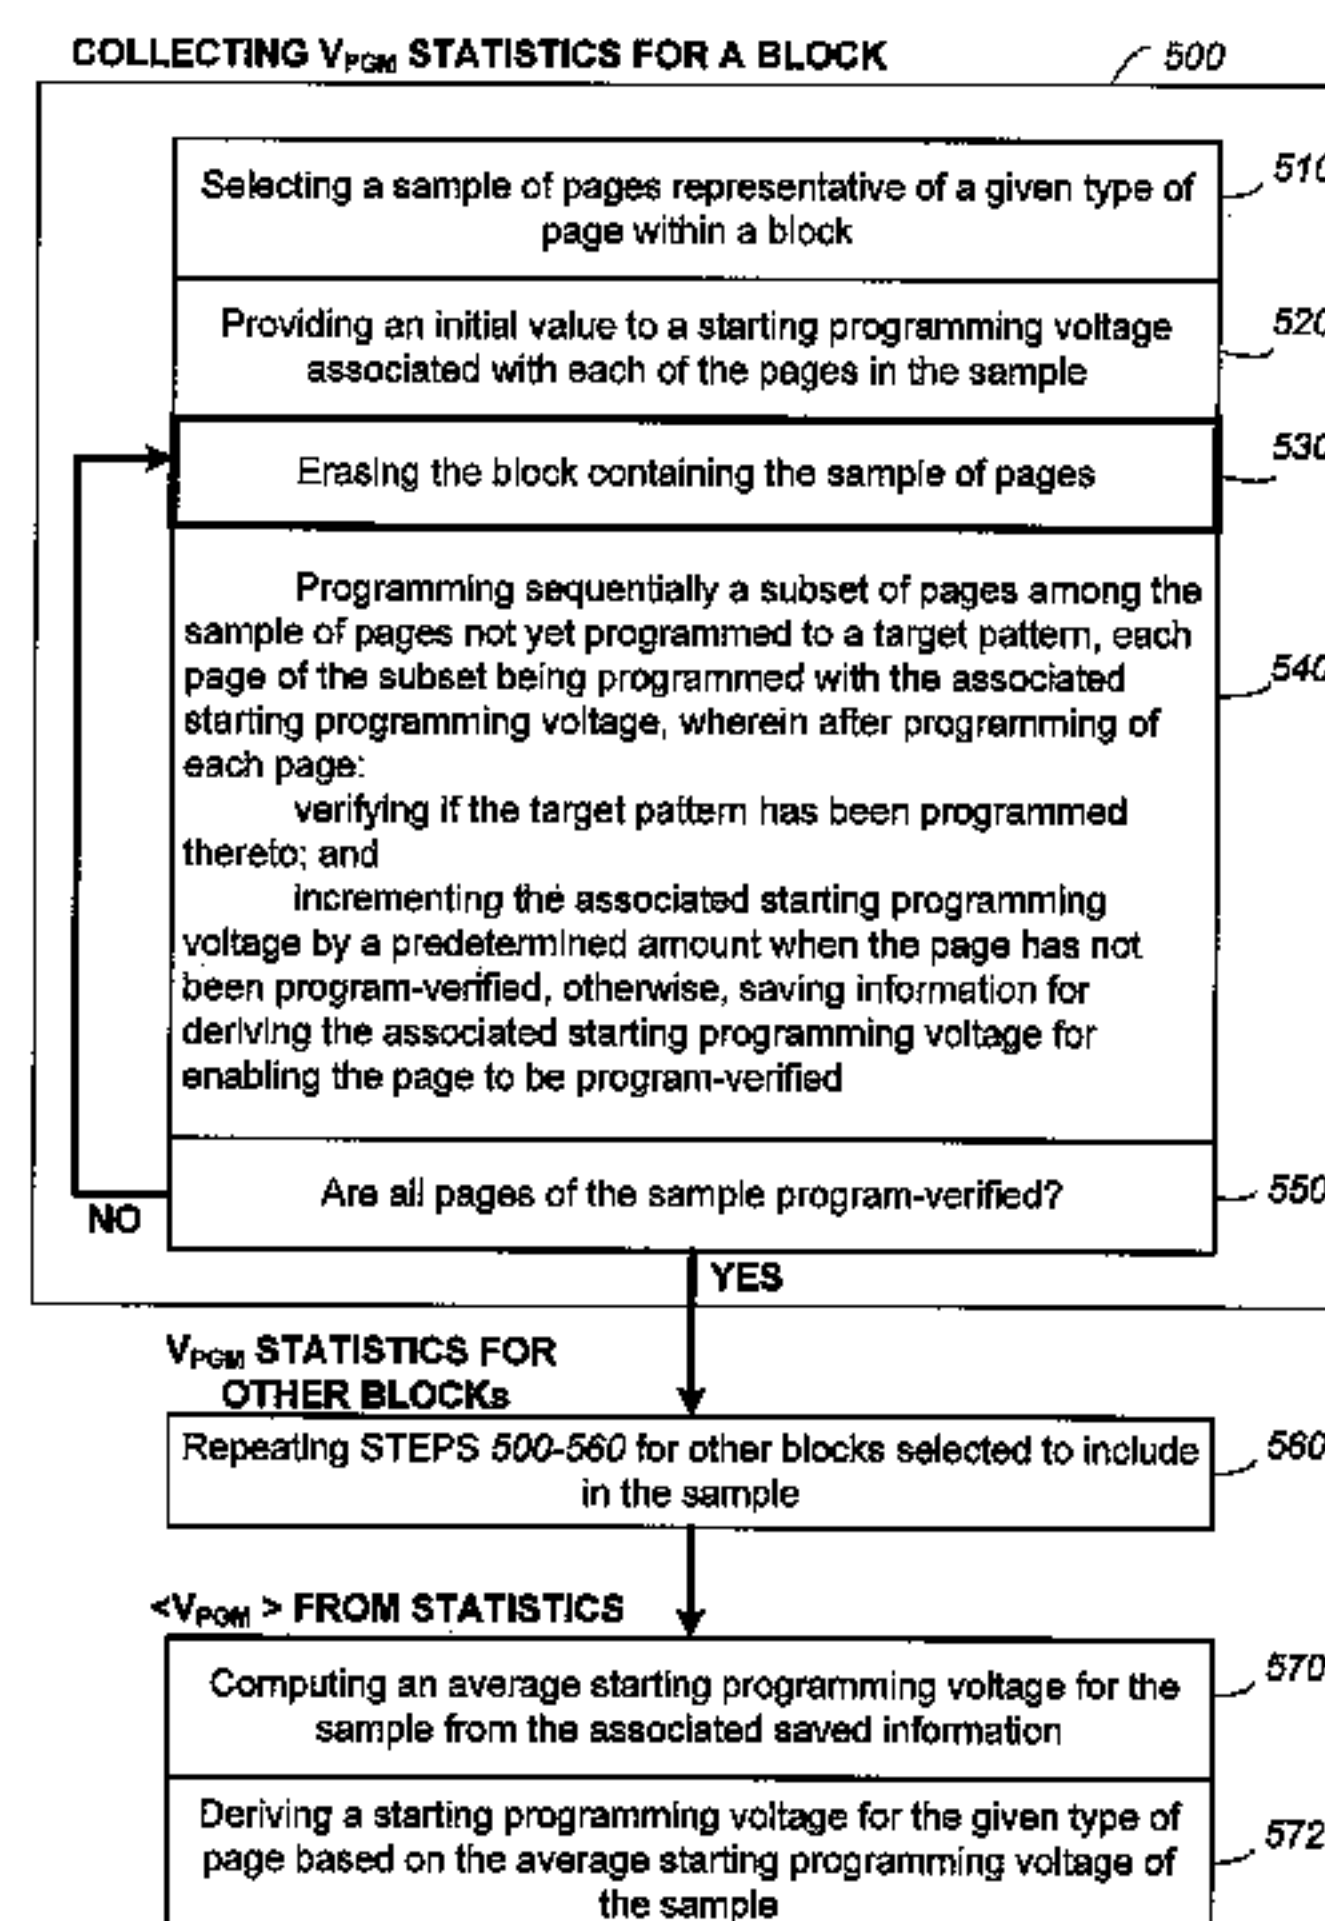 COLLECTING VPGM STATISTICS FOR A BLOCK
500
Selecting a sample of pages representative of a given type of
page within a block
510
Providing an initial value to a starting programming voltage
associated with each of the pages in the sample
520
Erasing the block containing the sample of pages
530
Programming sequentially a subset of pages among the
sample of pages not yet programmed to a target pattern, each
page of the subset being programmed with the associated
starting programming voltage, wherein after programming of
each page:
verifying if the target pattern has been programmed
thereto; and
incrementing the associated starting programming
voltage by a predetermined amount when the page has not
been program-verified, otherwise, saving information for
deriving the associated starting programming voltage for
enabling the page to be program-verified
540
Are all pages of the sample program-verified?
550
NO
YES
VPGM STATISTICS FOR
OTHER BLOCKs
Repeating STEPS 500-560 for other blocks selected to include
in the sample
560
<VPGM > FROM STATISTICS
Computing an average starting programming voltage for the
sample from the associated saved information
570
Deriving a starting programming voltage for the given type of
page based on the average starting programming voltage of
the sample
572